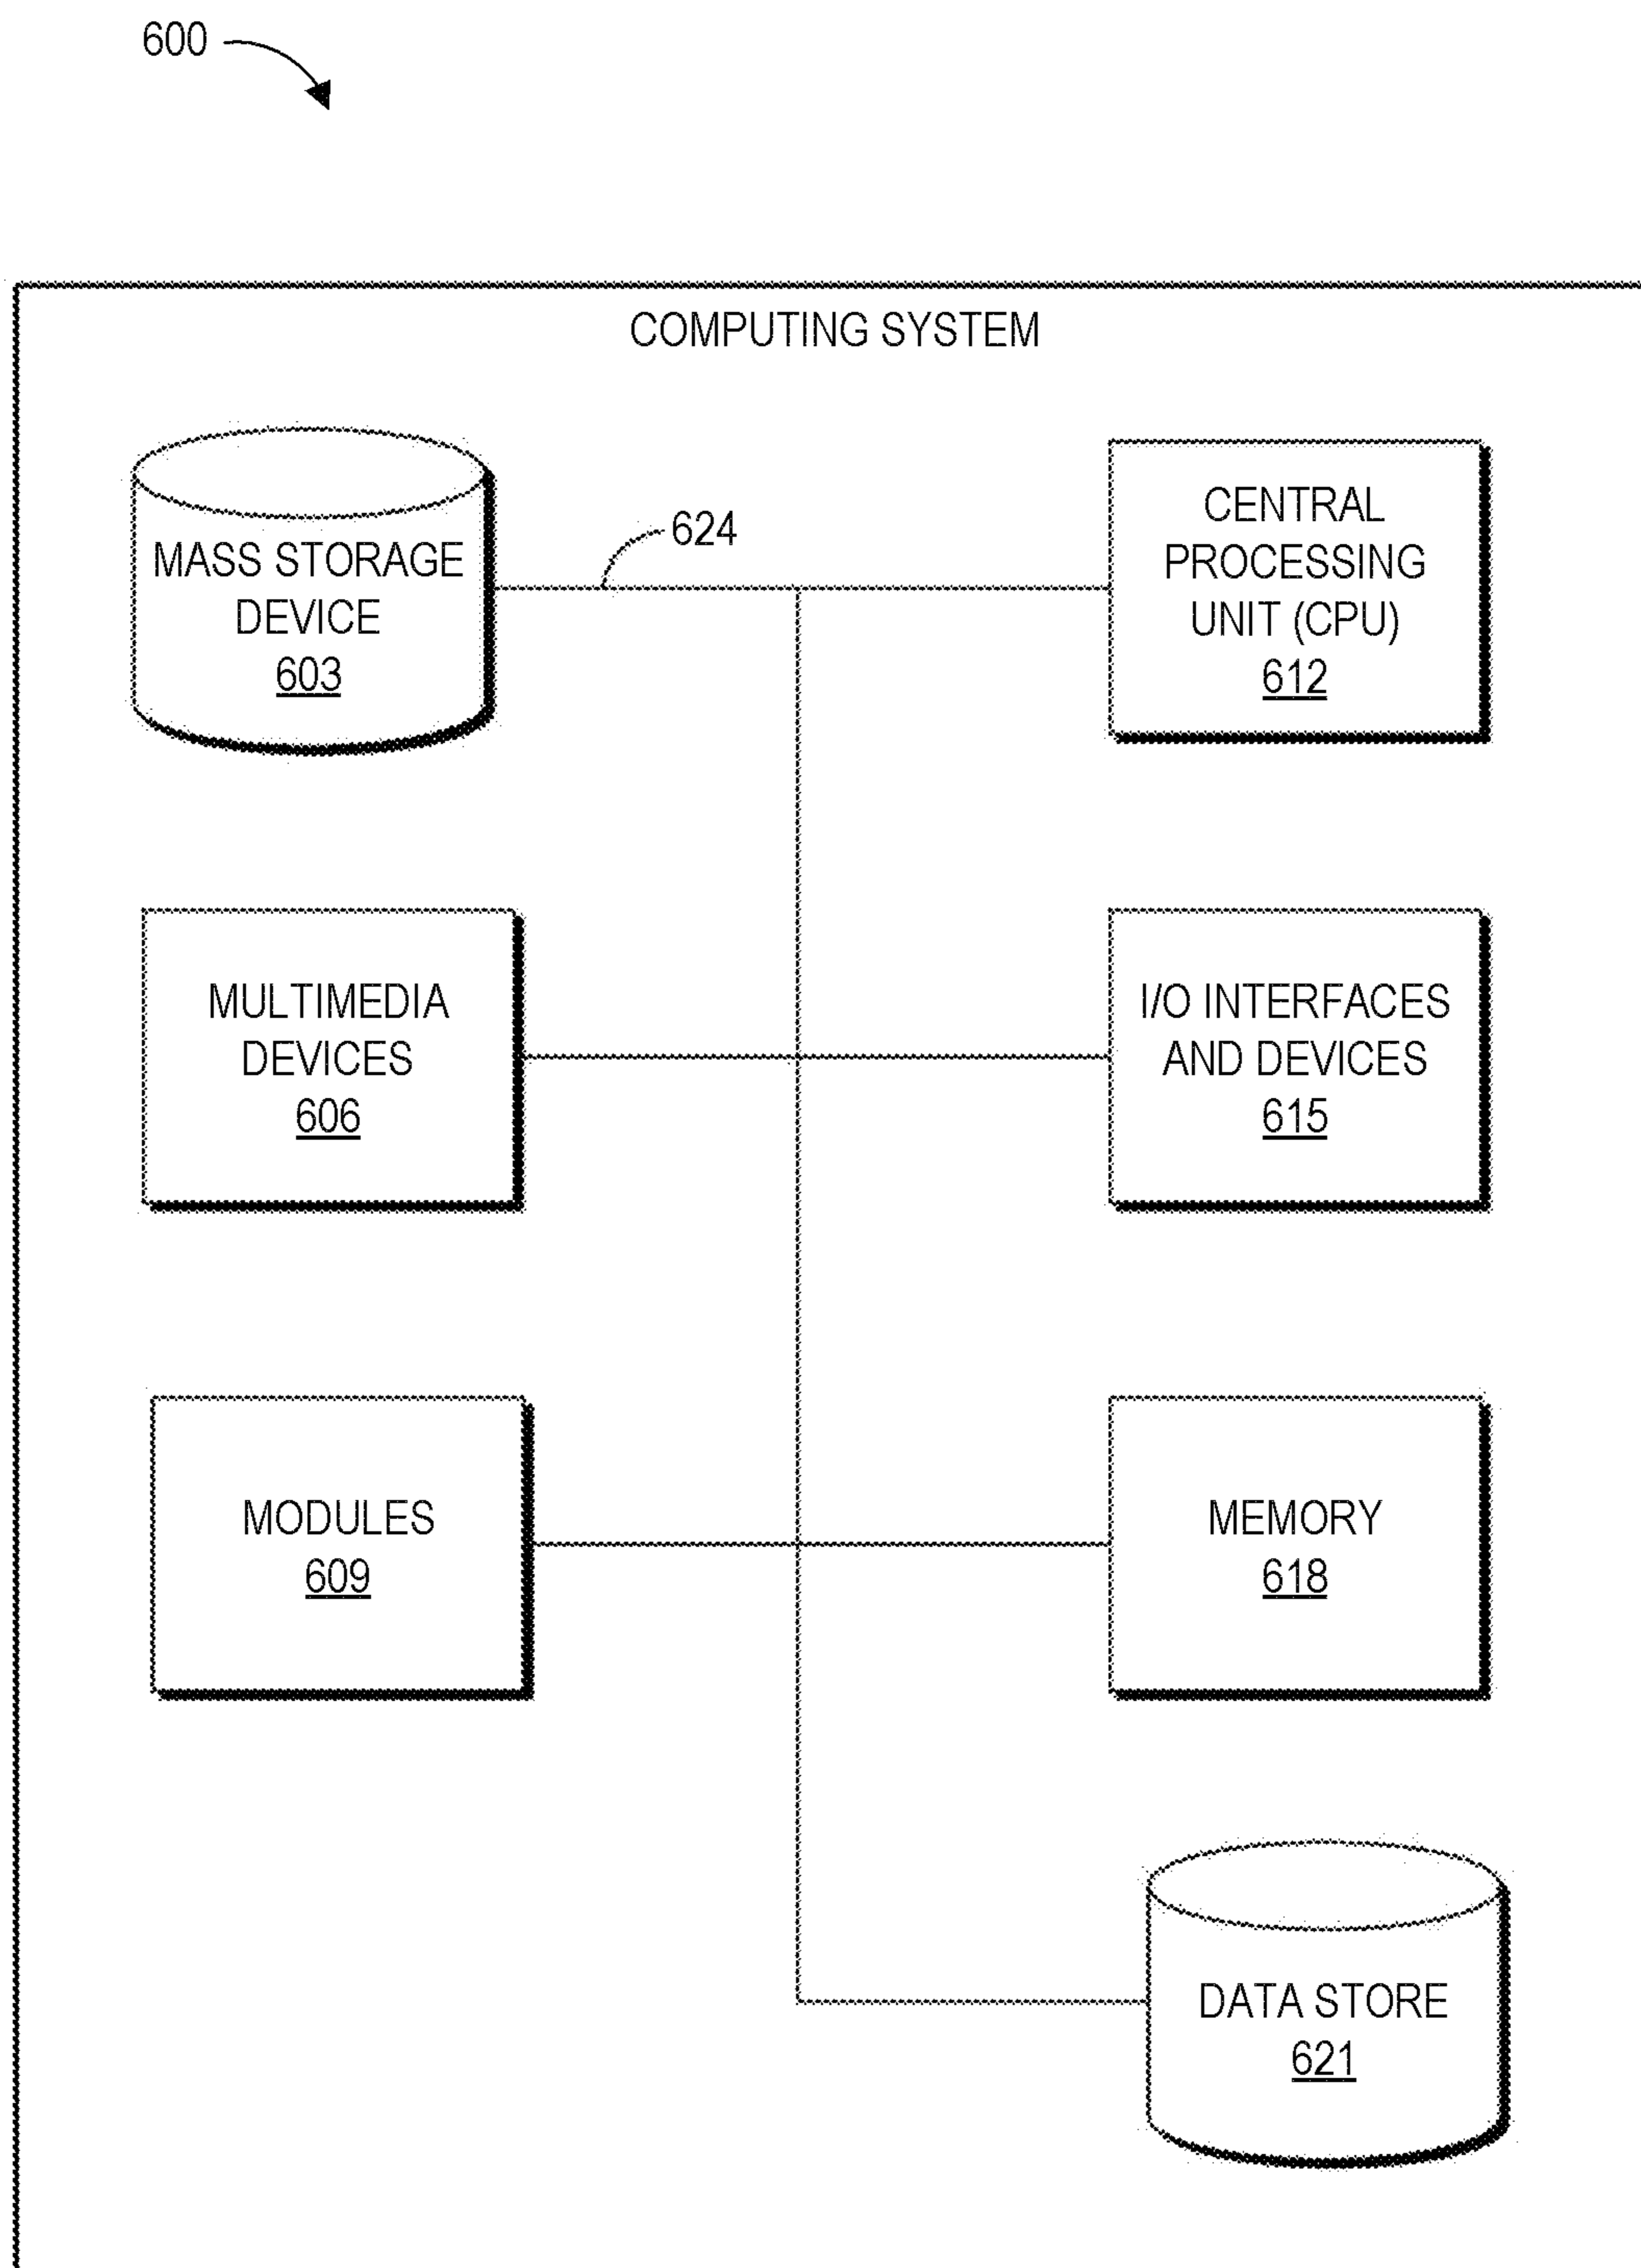 600
COMPUTING SYSTEM
MASS STORAGE
DEVICE
603
624
CENTRAL
PROCESSING
UNIT (CPU)
612
MULTIMEDIA
DEVICES
606
I/O INTERFACES
AND DEVICES
615
MODULES
609
MEMORY
618
DATA STORE
621